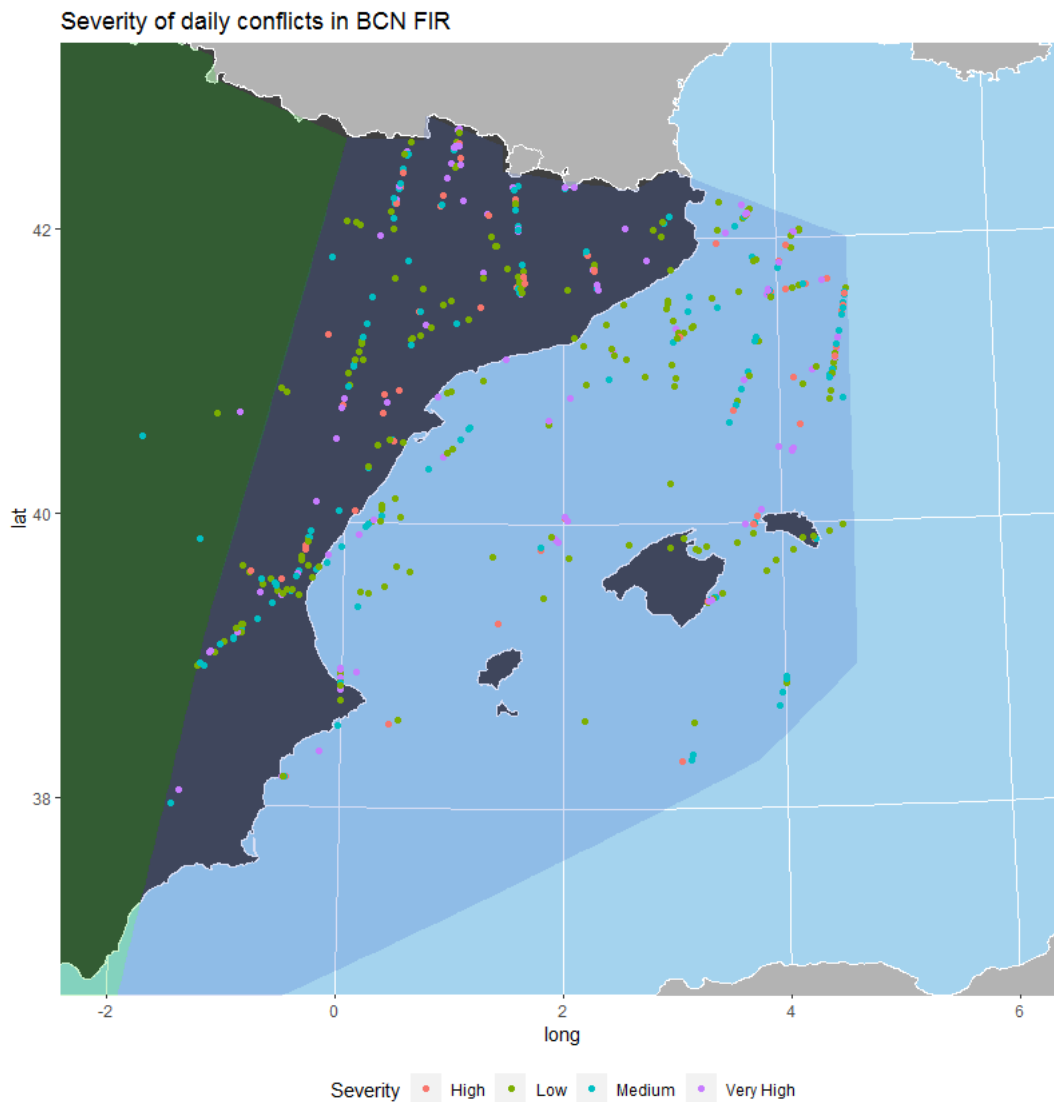 Severity of daily conflicts in BCN FIR
lat
42
40
38
-2
0
2
4
6
long
Severity
High
Low
Medium
Very High